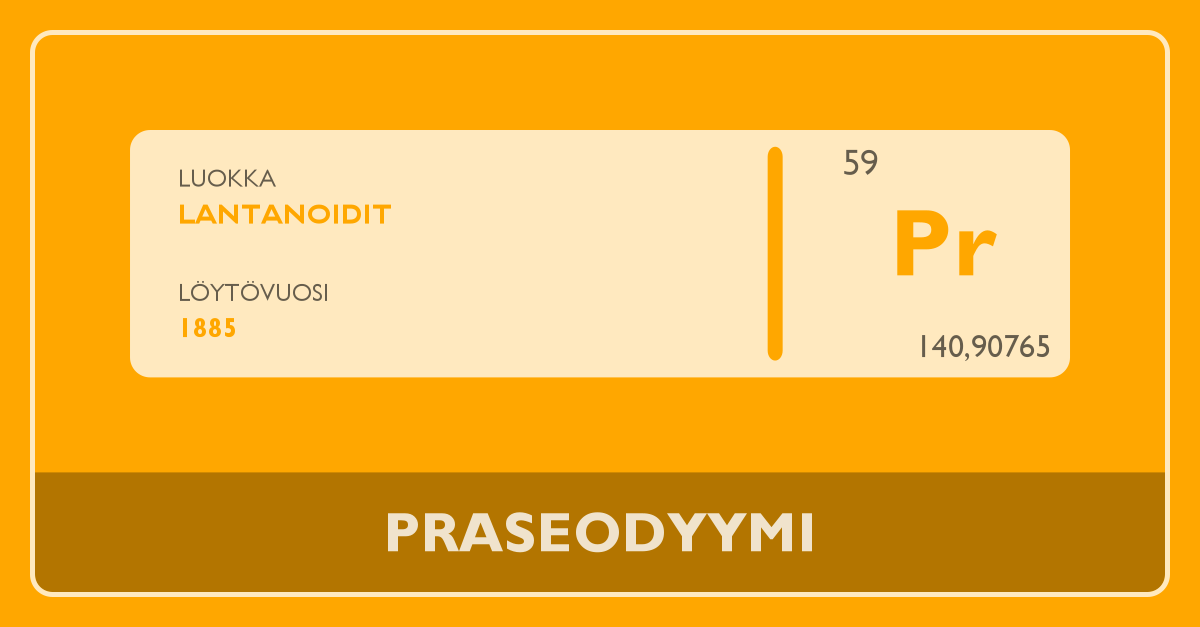 LUOKKA
LANTANOIDIT
LÖYTÖVUOSI
1885
59
Pr
140,90765
PRASEODYYMI